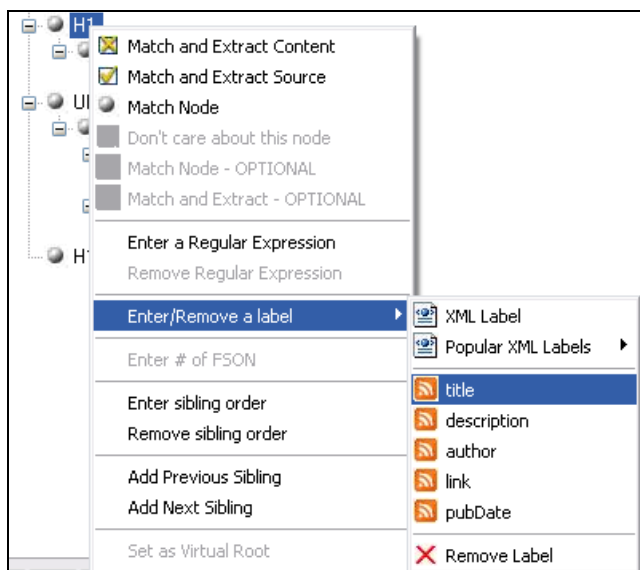 H1
Match and Extract Content
Match and Extract Source
Match Node
Don't care about this node
Match Node - OPTIONAL
Match and Extract - OPTIONAL
Enter a Regular Expression
Remove Regular Expression
Enter/Remove a label
Enter # of FSON
Enter sibling order
Remove sibling order
Add Previous Sibling
Add Next Sibling
Set as Virtual Root
XML Label
Popular XML Labels
title
description
author
link
pubDate
Remove Label